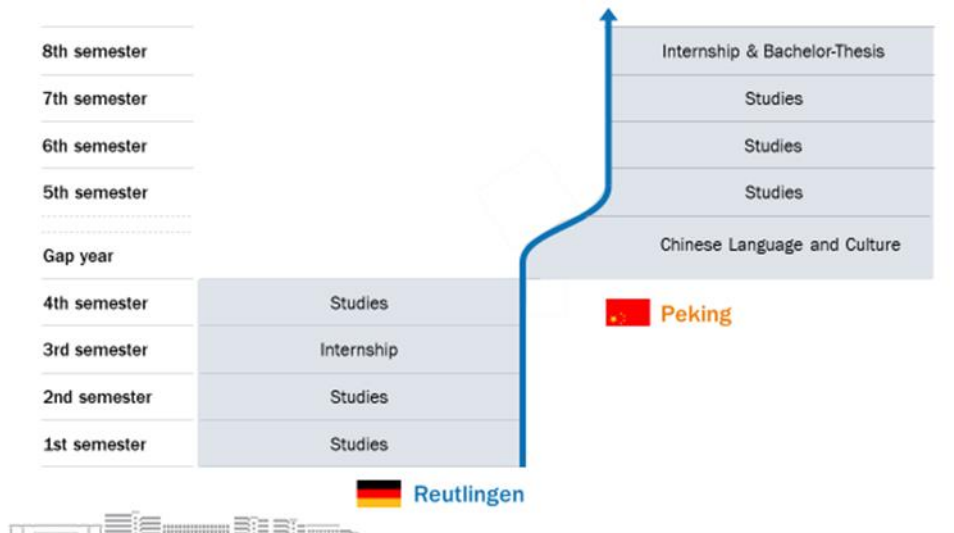 8th semester
Internship & Bachelor-Thesis
7th semester
Studies
6th semester
Studies
5th semester
Studies
Gap year
Chinese Language and Culture
4th semester
Studies
Peking
3rd semester
Internship
2nd semester
Studies
1st semester
Studies
Reutlingen